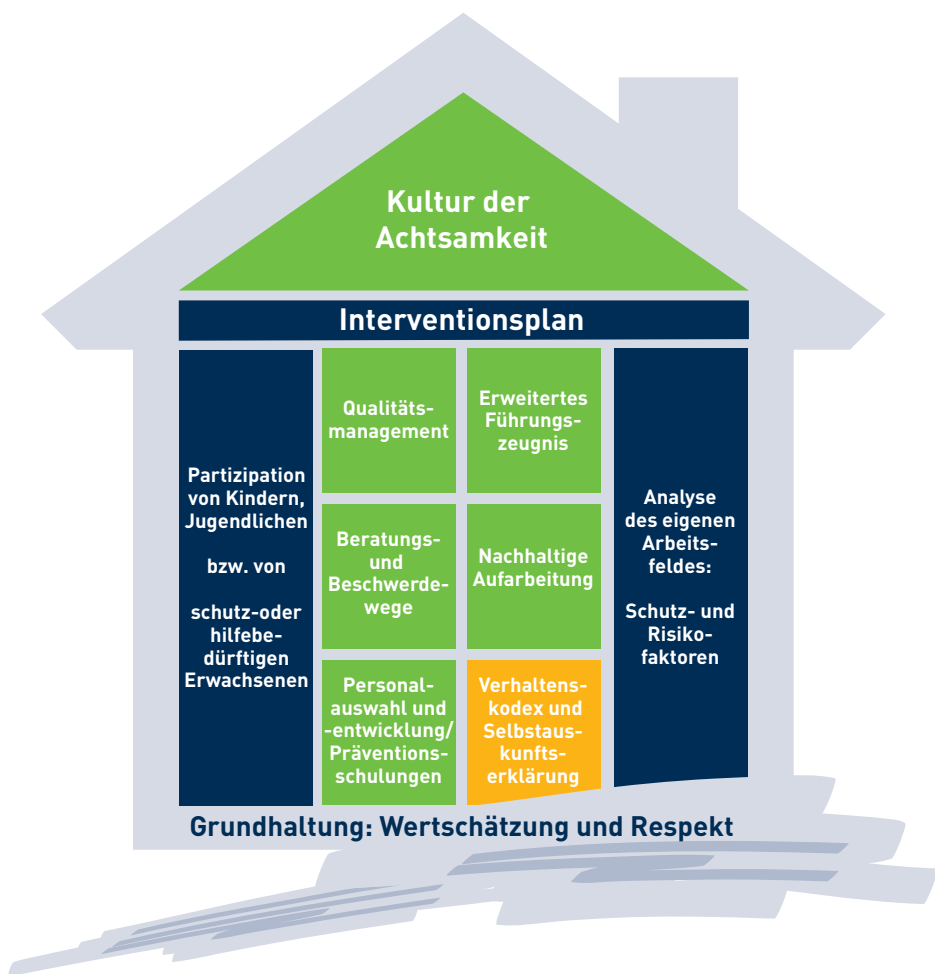 Kultur der
Achtsamkeit
Interventionsplan
Partizipation
von Kindern,
Jugendlichen
bzw. von
schutz-oder
hilfebe-
dürftigen
Erwachsenen
Qualitäts-
management
Erweitertes
Führungs-
zeugnis
Beratungs-
und
Beschwerde-
wege
Nachhaltige
Aufarbeitung
Personal-
auswahl und
-entwicklung/
Präventions-
schulungen
Verhaltens-
kodex und
Selbstaus-
kunfts-
erklärung
Analyse
des eigenen
Arbeits-
feldes:
Schutz- und
Risiko-
faktoren
Grundhaltung: Wertschätzung und Respekt